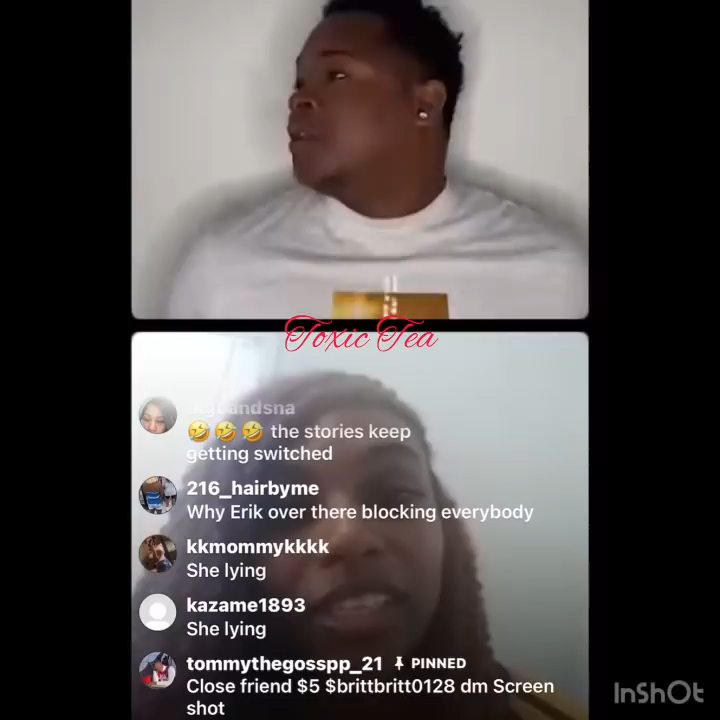 Toxic Tea
🤣🤣🤣 the stories keep
getting switched
216_hairbyme
Why Erik over there blocking everybody
kkmommykkkk
She lying
kazame1893
She lying
tommythegosspp_21 PINNED
Close friend $5 $brittbritt0128 dm Screen
shot
InShOt